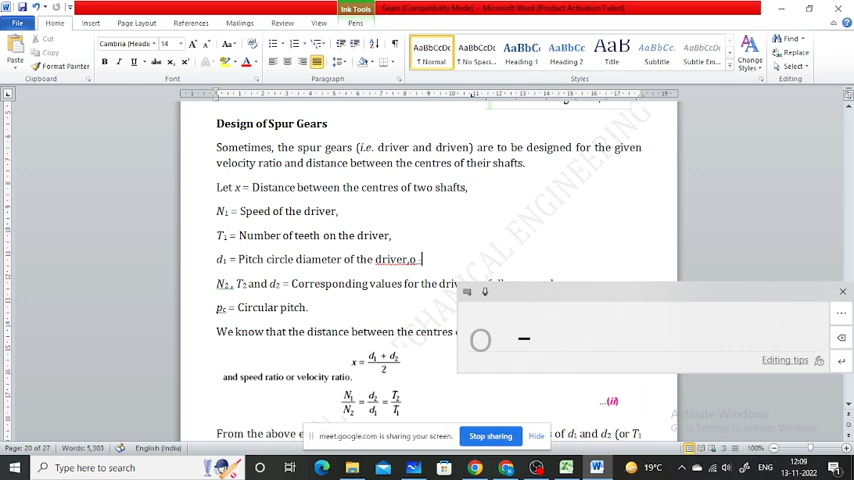 Ink Tools
Gears [Compatibility Mode] - Microsoft Word (Product Activation Failed)
File Home Insert Page Layout References Mailings Review View Pens
Cut
Copy
Format Painter
Paste
Clipboard
Cambria (Headi 14
Font
Paragraph
AaBbCcDc AaBbCcDc AaBbCc AaBbCc AaB AaBbCc. AaBbCcDc
¶ Normal ¶ No Spaci... Heading 1 Heading 2 Title Subtitle Subtle Em...
Change Styles
Styles
Find
Replace
Select
Editing
Design of Spur Gears
Sometimes, the spur gears (i.e. driver and driven) are to be designed for the given
velocity ratio and distance between the centres of their shafts.
Let x = Distance between the centres of two shafts,
N1 = Speed of the driver,
T1 = Number of teeth on the driver,
d1 = Pitch circle diameter of the driver,o -
N2 , T2 and d2 = Corresponding values for the
pc = Circular pitch.
We know that the distance between the centres
x = d1 + d2 / 2
and speed ratio or velocity ratio,
N1/N2 = d2/d1 = T2/T1 ...(ii)
From the above
of d1 and d2 (or T1
MECHANICAL ENGINEERING
O –
Editing tips
Activate Windows
Go to Settings to activate Windows.
meet.google.com is sharing your screen. Stop sharing Hide
Page: 20 of 27 Words: 5,303 English (India) 100%
Type here to search
19°C
ENG
12:09
13-11-2022